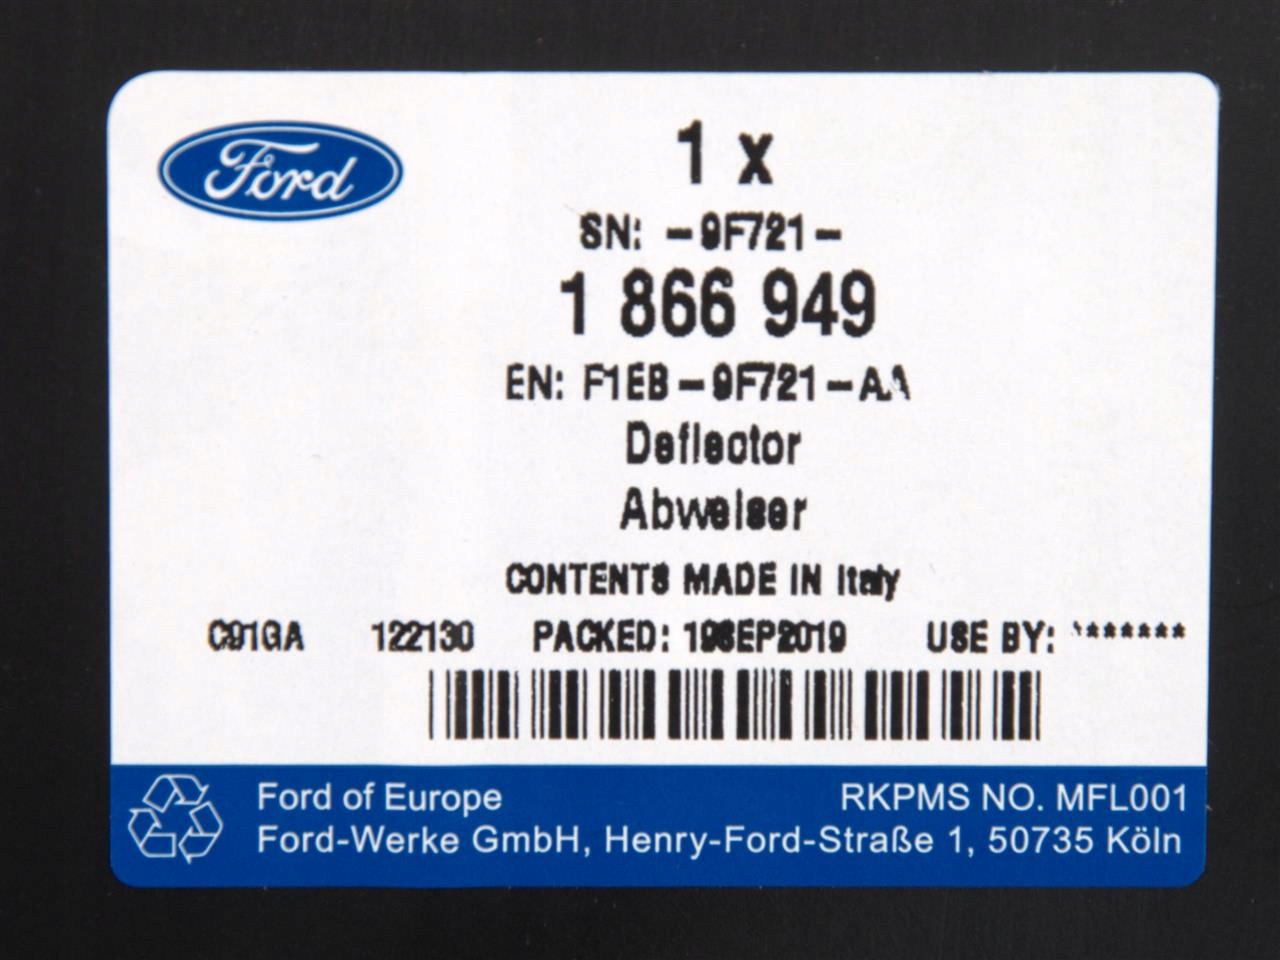 Ford
1 x
SN: -9F721-
1 866 949
EN: F1EB-9F721-AA
Deflector
Abweiser
CONTENTS MADE IN Italy
C91GA 122130 PACKED: 19SEP2019 USE BY: *******
Ford of Europe RKPMS NO. MFL001
Ford-Werke GmbH, Henry-Ford-Straße 1, 50735 Köln